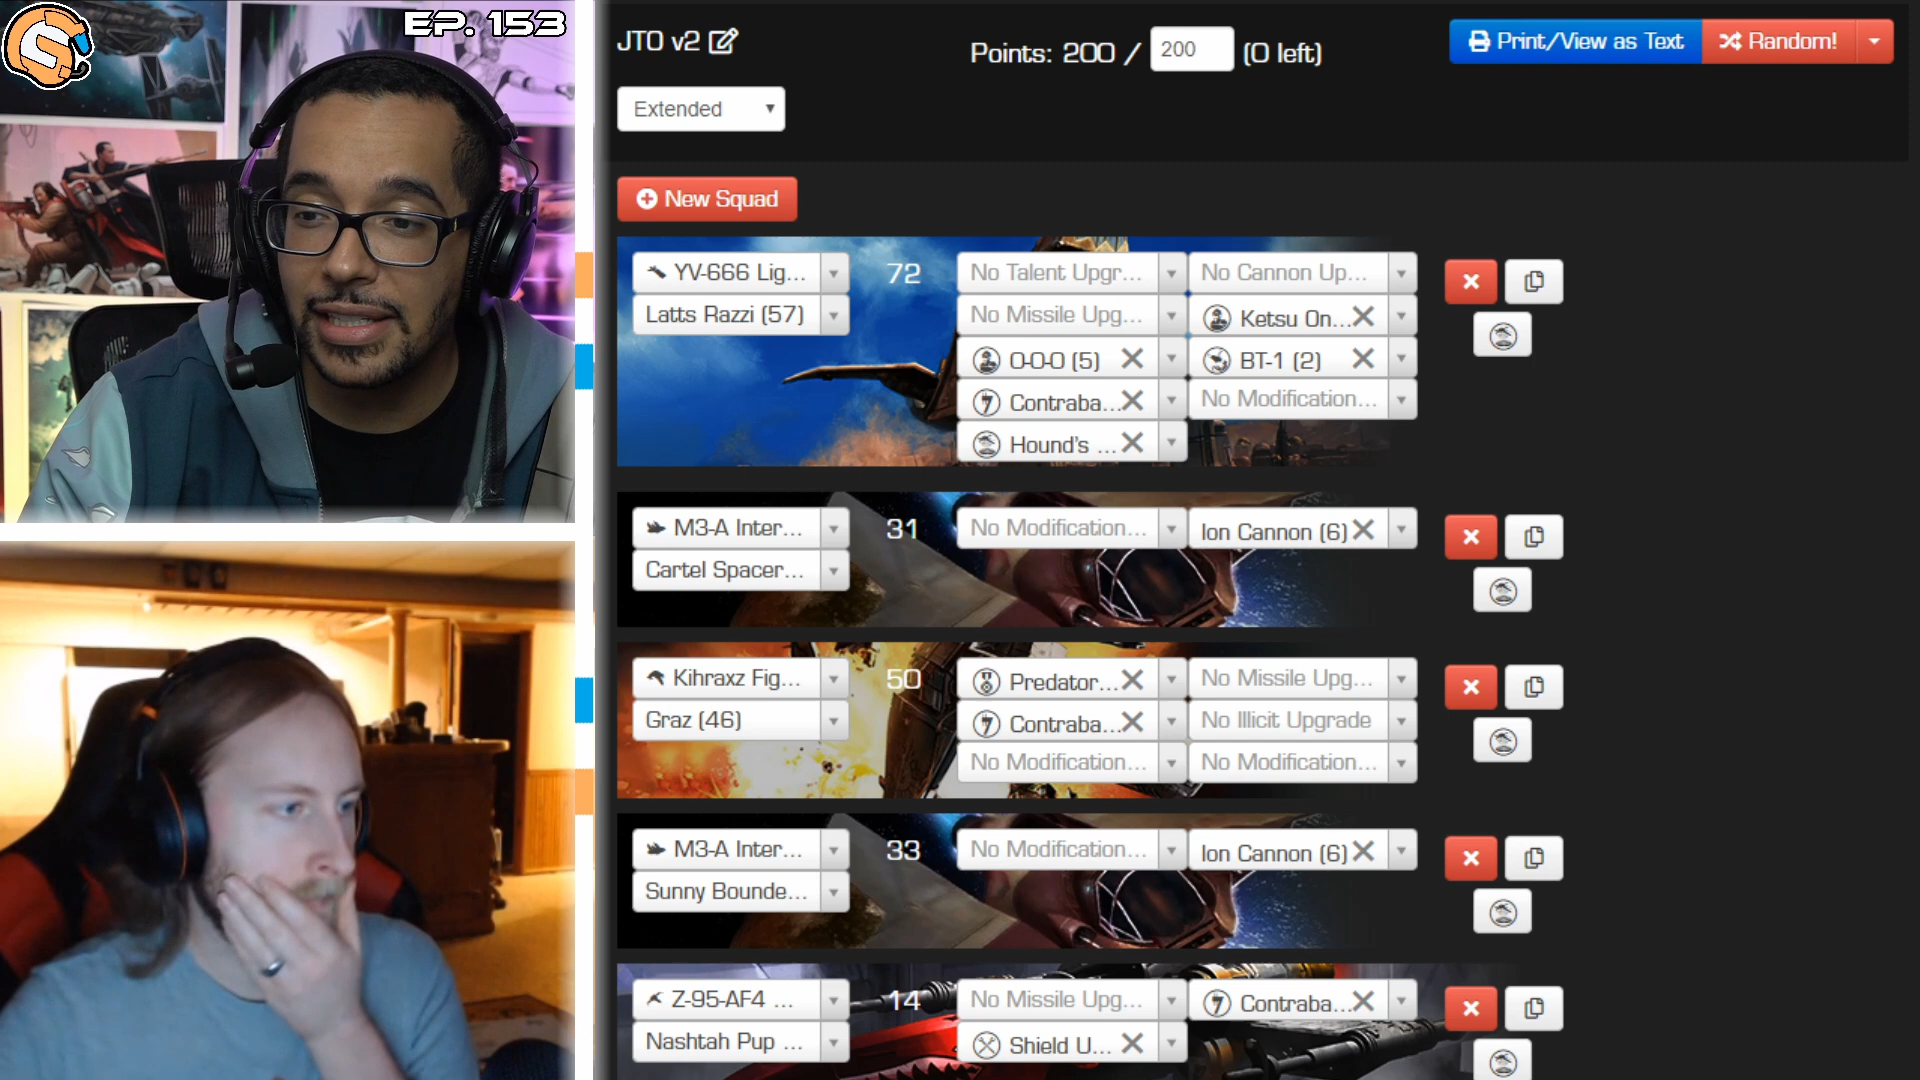 EP. 153
JTO v2
Points: 200 / 200 (0 left)
Print/View as Text
Random!
Extended
New Squad
YV-666 Lig...
72
No Talent Upgr...
No Cannon Up...
Latts Razzi (57)
No Missile Upg...
Ketsu On...
0-0-0 (5)
BT-1 (2)
Contraba...
No Modification...
Hound's ...
M3-A Inter...
31
No Modification...
Ion Cannon (6)
Cartel Spacer...
Kihraxz Fig...
50
Predator...
No Missile Upg...
Graz (46)
Contraba...
No Illicit Upgrade
No Modification...
No Modification...
M3-A Inter...
33
No Modification...
Ion Cannon (6)
Sunny Bounde...
Z-95-AF4 ...
14
No Missile Upg...
Contraba...
Nashtah Pup ...
Shield U...